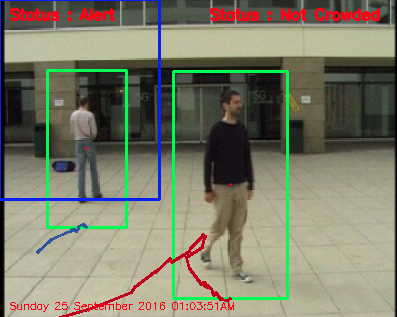 Status : Alert
Status : Not Crowded
Sunday 25 September 2016 01:03:51AM